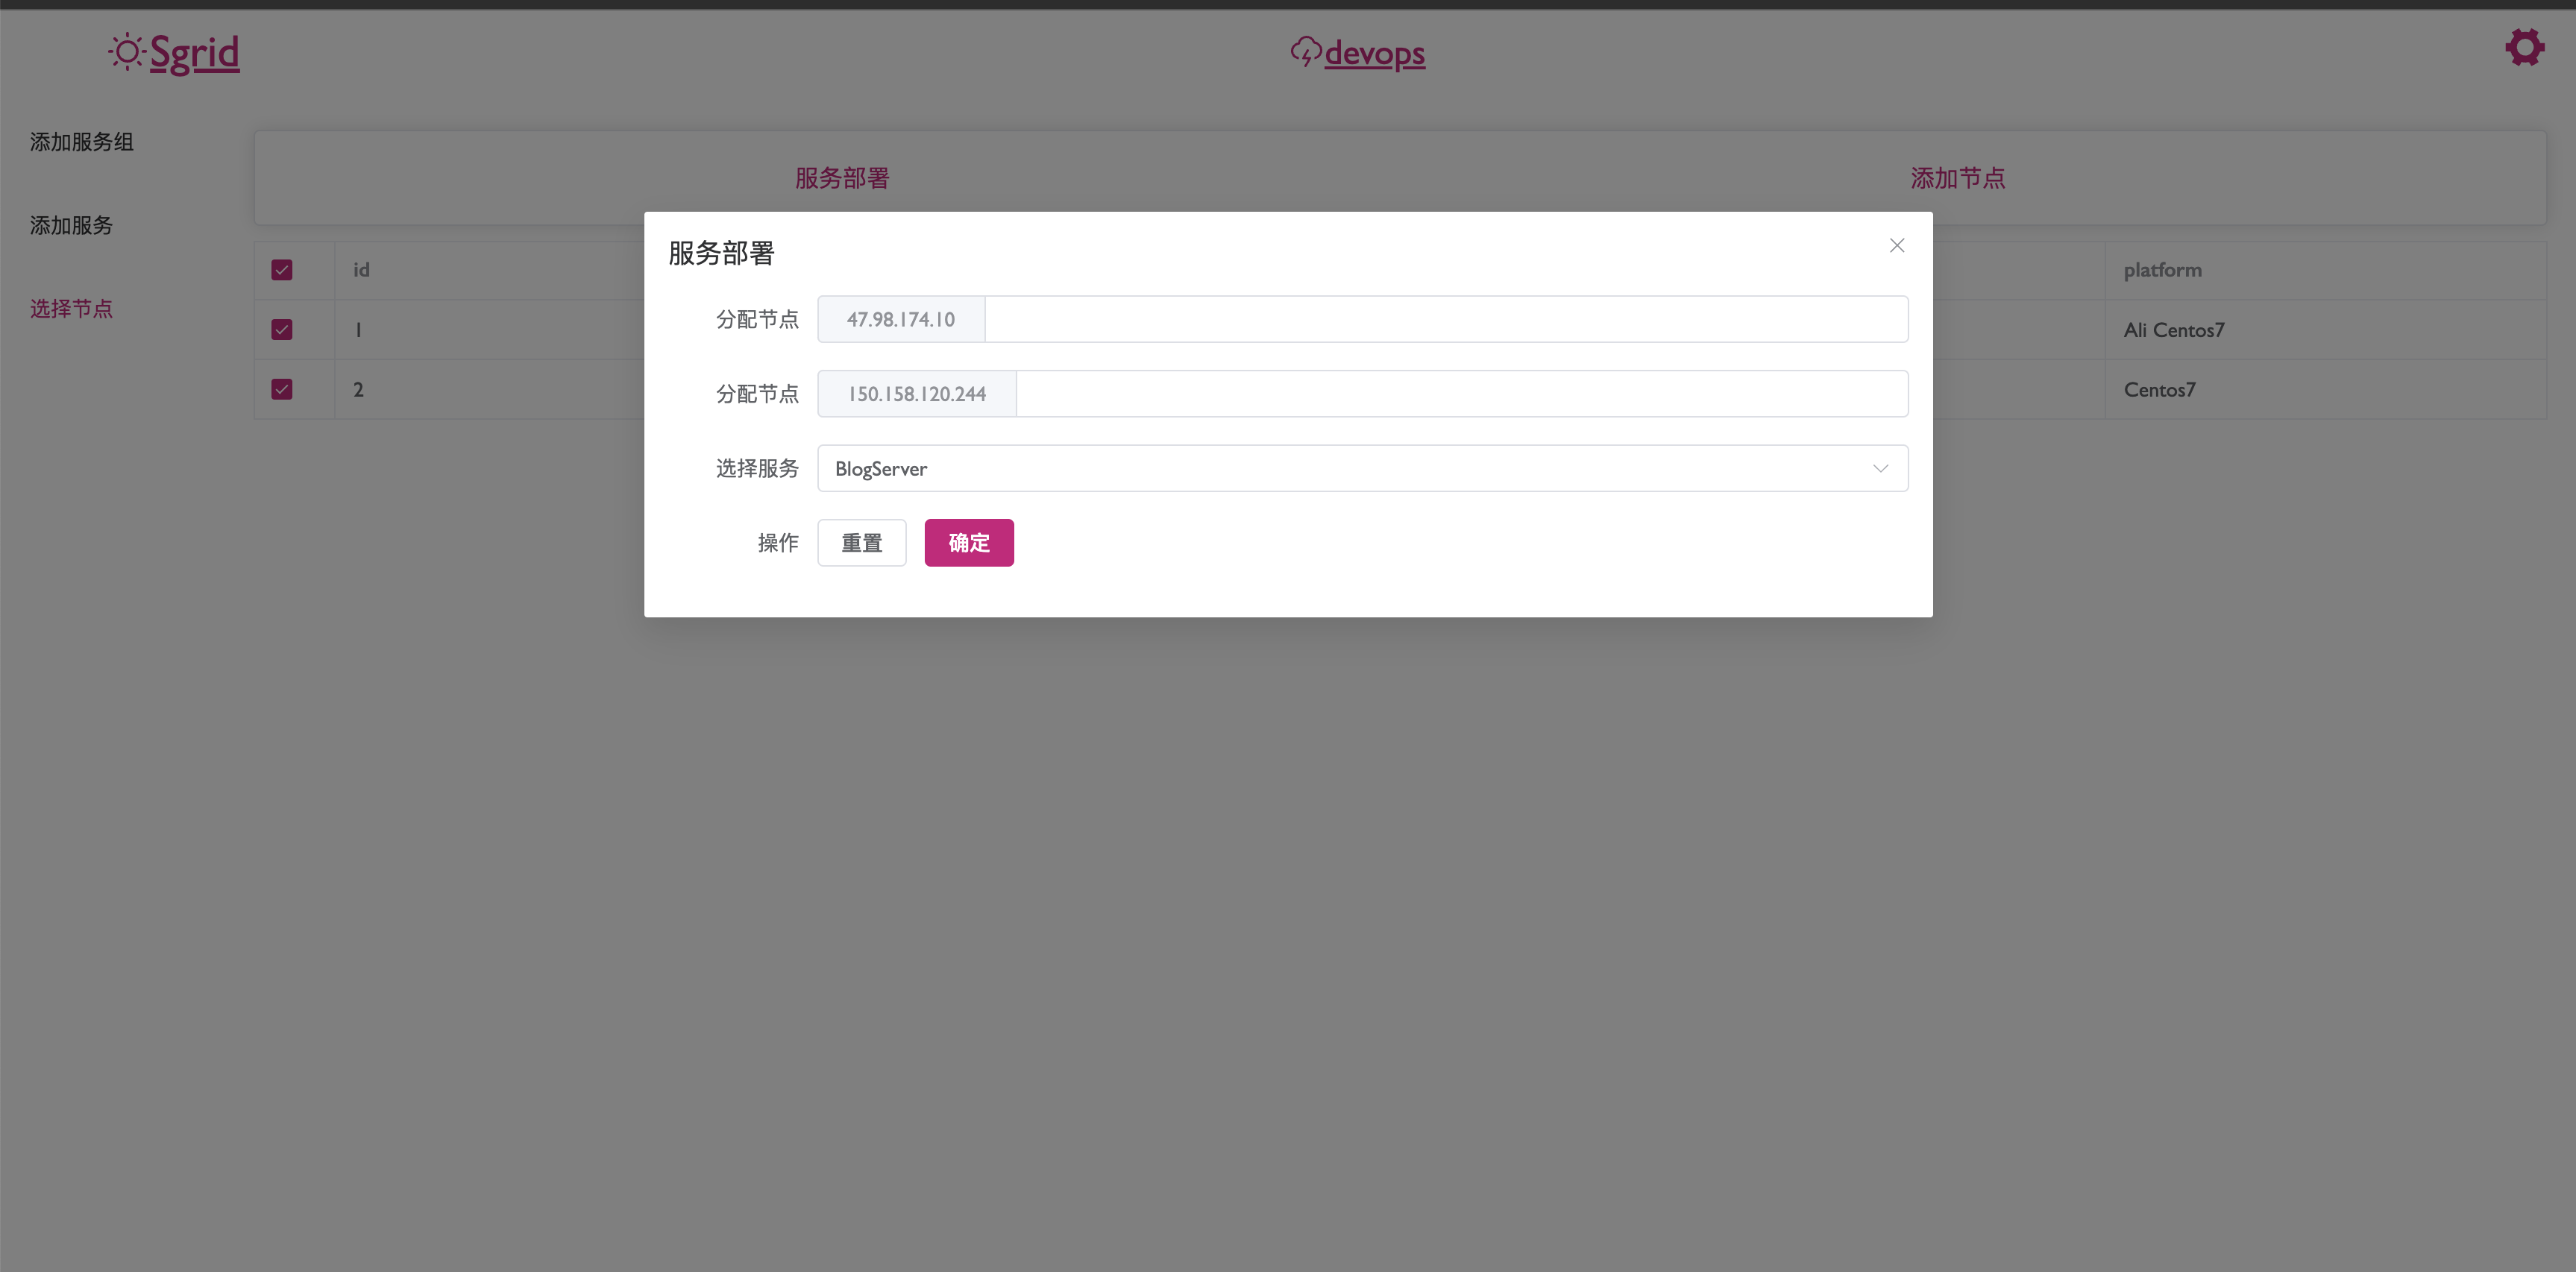 Sgrid
devops
添加服务组
添加服务
选择节点
服务部署
添加节点
id
platform
1
Ali Centos7
2
Centos7
服务部署
分配节点 47.98.174.10
分配节点 150.158.120.244
选择服务 BlogServer
操作 重置 确定